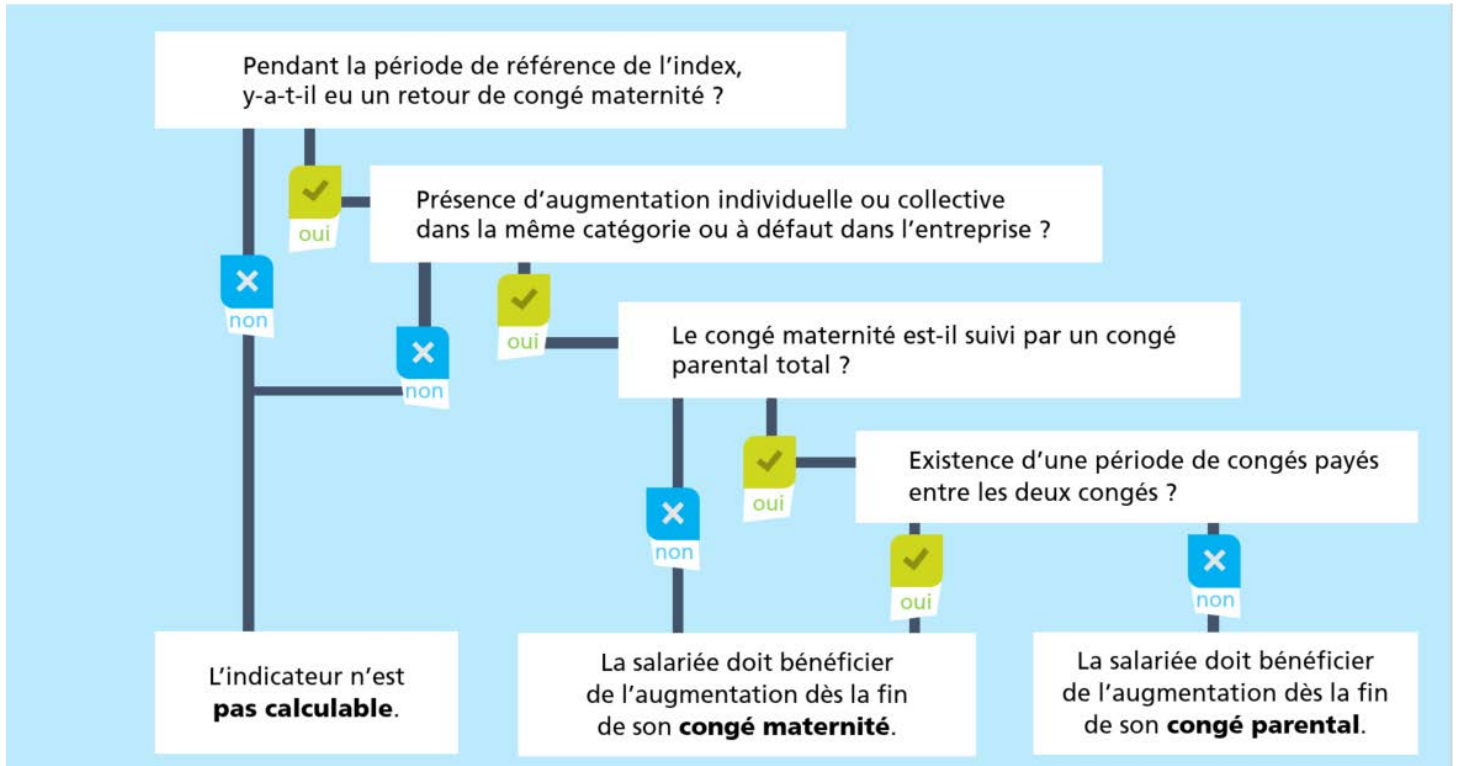 Pendant la période de référence de l’index,
y-a-t-il eu un retour de congé maternité ?
oui
non
Présence d’augmentation individuelle ou collective
dans la même catégorie ou à défaut dans l’entreprise ?
oui
non
Le congé maternité est-il suivi par un congé
parental total ?
oui
non
Existence d’une période de congés payés
entre les deux congés ?
oui
non
L’indicateur n’est
pas calculable.
La salariée doit bénéficier
de l’augmentation dès la fin
de son congé maternité.
La salariée doit bénéficier
de l’augmentation dès la fin
de son congé parental.